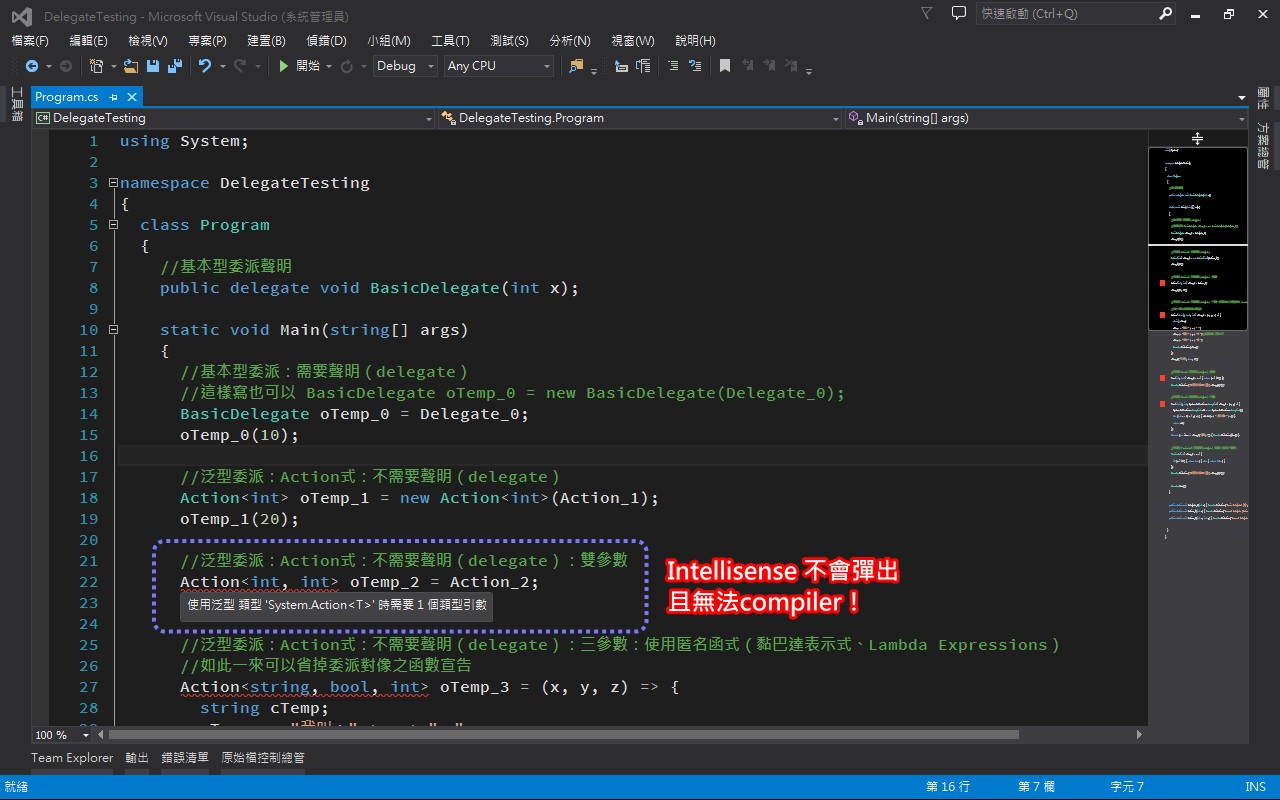 DelegateTesting - Microsoft Visual Studio (系統管理員)
快速啟動 (Ctrl+Q)
檔案(F) 編輯(E) 檢視(V) 專案(P) 建置(B) 偵錯(D) 小組(M) 工具(T) 測試(S) 分析(N) 視窗(W) 說明(H)
開始 Debug Any CPU
工具箱
Program.cs
屬性
方案總管
DelegateTesting DelegateTesting.Program Main(string[] args)
1 using System;
2
3 namespace DelegateTesting
4 {
5 class Program
6 {
7 //基本型委派聲明
8 public delegate void BasicDelegate(int x);
9
10 static void Main(string[] args)
11 {
12 //基本型委派：需要聲明（delegate）
13 //這樣寫也可以 BasicDelegate oTemp_0 = new BasicDelegate(Delegate_0);
14 BasicDelegate oTemp_0 = Delegate_0;
15 oTemp_0(10);
16
17 //泛型委派：Action式：不需要聲明（delegate）
18 Action<int> oTemp_1 = new Action<int>(Action_1);
19 oTemp_1(20);
20
21 //泛型委派：Action式：不需要聲明（delegate）：雙參數
22 Action<int, int> oTemp_2 = Action_2;
23 使用泛型 類型 'System.Action<T>' 時需要 1 個類型引數
24
Intellisense 不會彈出
且無法compiler！
25 //泛型委派：Action式：不需要聲明（delegate）：三參數：使用匿名函式（黏巴達表示式、Lambda Expressions）
26 //如此一來可以省掉委派對像之函數宣告
27 Action<string, bool, int> oTemp_3 = (x, y, z) => {
28 string cTemp;
100 %
Team Explorer 輸出 錯誤清單 原始檔控制總管
就緒 第 16 行 第 7 欄 字元 7 INS